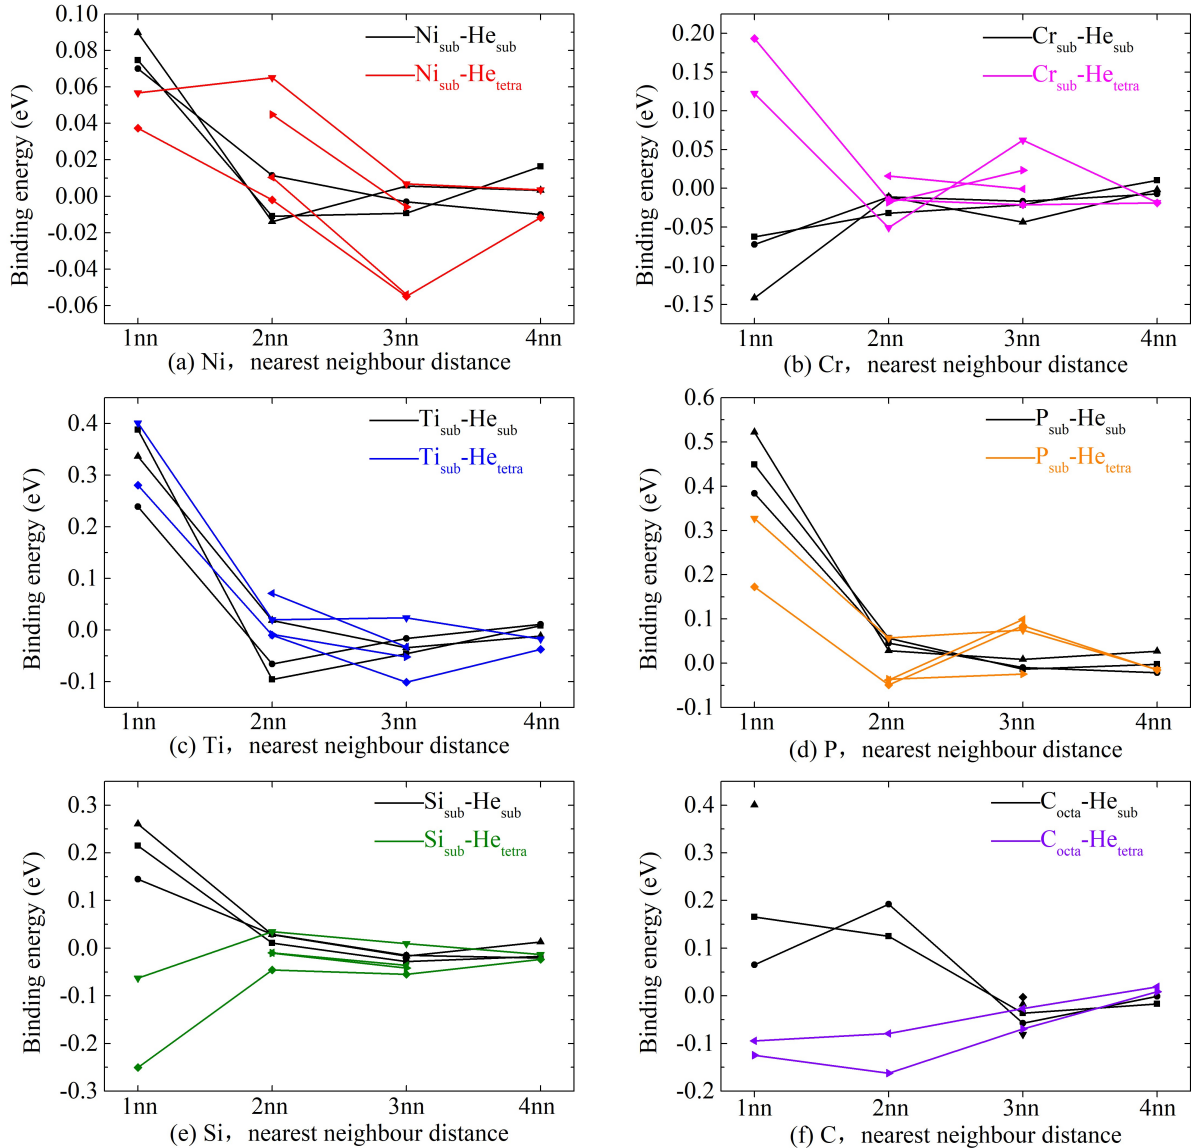 Binding energy (eV)
0.10
0.08
0.06
0.04
0.02
0.00
-0.02
-0.04
-0.06
Nisub-Hesub
Nisub-Hetetra
1nn 2nn 3nn 4nn
(a) Ni, nearest neighbour distance
Binding energy (eV)
0.20
0.15
0.10
0.05
0.00
-0.05
-0.10
-0.15
Crsub-Hesub
Crsub-Hetetra
1nn 2nn 3nn 4nn
(b) Cr, nearest neighbour distance
Binding energy (eV)
0.4
0.3
0.2
0.1
0.0
-0.1
Tisub-Hesub
Tisub-Hetetra
1nn 2nn 3nn 4nn
(c) Ti, nearest neighbour distance
Binding energy (eV)
0.6
0.5
0.4
0.3
0.2
0.1
0.0
-0.1
Psub-Hesub
Psub-Hetetra
1nn 2nn 3nn 4nn
(d) P, nearest neighbour distance
Binding energy (eV)
0.3
0.2
0.1
0.0
-0.1
-0.2
-0.3
Sisub-Hesub
Sisub-Hetetra
1nn 2nn 3nn 4nn
(e) Si, nearest neighbour distance
Binding energy (eV)
0.4
0.3
0.2
0.1
0.0
-0.1
-0.2
Cocta-Hesub
Cocta-Hetetra
1nn 2nn 3nn 4nn
(f) C, nearest neighbour distance